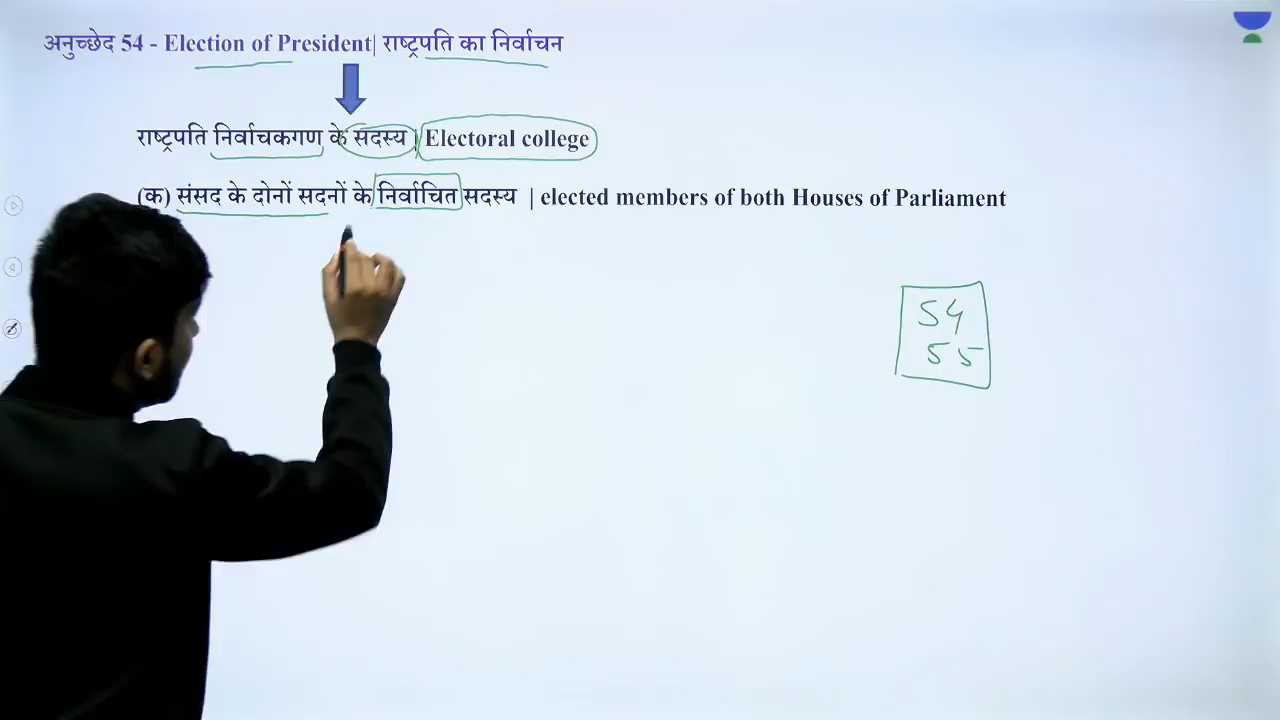 अनुच्छेद 54 - Election of President| राष्ट्रपति का निर्वाचन
राष्ट्रपति निर्वाचकगण के सदस्य | Electoral college
(क) संसद के दोनों सदनों के निर्वाचित सदस्य | elected members of both Houses of Parliament
54
55